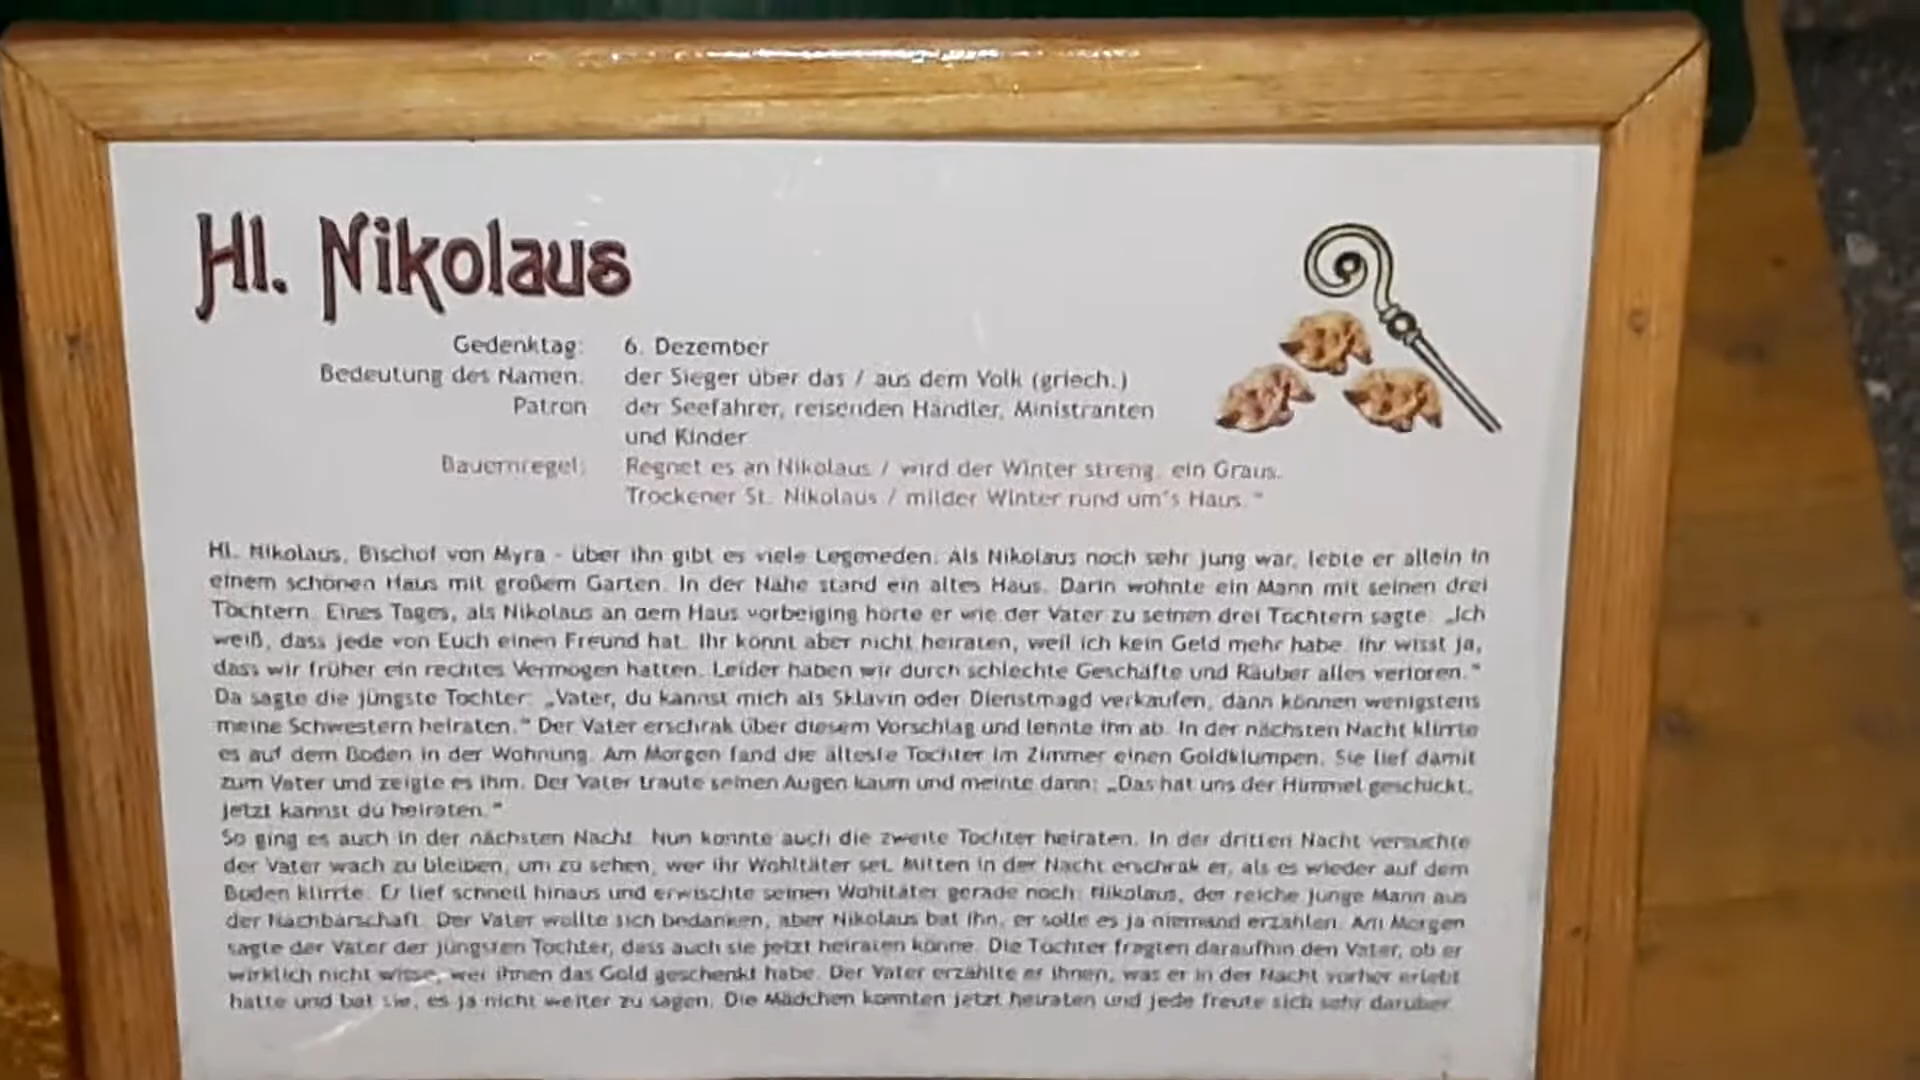 Hl. Nikolaus
Gedenktag: 6. Dezember
Bedeutung des Namen: der Sieger über das / aus dem Volk (griech.)
Patron der Seefahrer, reisenden Händler, Ministranten
und Kinder
Bauernregel: Regnet es an Nikolaus / wird der Winter streng, ein Graus.
Trockener St. Nikolaus / milder Winter rund um's Haus."
Hl. Nikolaus, Bischof von Myra - über ihn gibt es viele Legeneden. Als Nikolaus noch sehr jung war, lebte er allein in
einem schönen Haus mit großem Garten. In der Nähe stand ein altes Haus. Darin wohnte ein Mann mit seinen drei
Töchtern. Eines Tages, als Nikolaus an dem Haus vorbeiging hörte er wie der Vater zu seinen drei Töchtern sagte: „Ich
weiß, dass jede von Euch einen Freund hat. Ihr könnt aber nicht heiraten, weil ich kein Geld mehr habe. Ihr wisst ja,
dass wir früher ein rechtes Vermögen hatten. Leider haben wir durch schlechte Geschäfte und Räuber alles verloren."
Da sagte die jüngste Tochter: „Vater, du kannst mich als Sklavin oder Dienstmagd verkaufen, dann können wenigstens
meine Schwestern heiraten." Der Vater erschrak über diesem Vorschlag und lehnte ihn ab. In der nächsten Nacht klirrte
es auf dem Boden in der Wohnung. Am Morgen fand die älteste Tochter im Zimmer einen Goldklumpen. Sie lief damit
zum Vater und zeigte es ihm. Der Vater traute seinen Augen kaum und meinte dann: „Das hat uns der Himmel geschickt,
jetzt kannst du heiraten."
So ging es auch in der nächsten Nacht. Nun konnte auch die zweite Tochter heiraten. In der dritten Nacht versuchte
der Vater wach zu bleiben, um zu sehen, wer ihr Wohltäter sei. Mitten in der Nacht erschrak er, als es wieder auf dem
Boden klirrte. Er lief schnell hinaus und erwischte seinen Wohltäter gerade noch: Nikolaus, der reiche junge Mann aus
der Nachbarschaft. Der Vater wollte sich bedanken, aber Nikolaus bat ihn, er solle es ja niemand erzählen. Am Morgen
sagte der Vater der jüngsten Tochter, dass auch sie jetzt heiraten könne. Die Töchter fragten daraufhin den Vater, ob er
wirklich nicht wisse, wer ihnen das Gold geschenkt habe. Der Vater erzählte er ihnen, was er in der Nacht vorher erlebt
hatte und bat sie, es ja nicht weiter zu sagen. Die Mädchen konnten jetzt heiraten und jede freute sich sehr darüber.